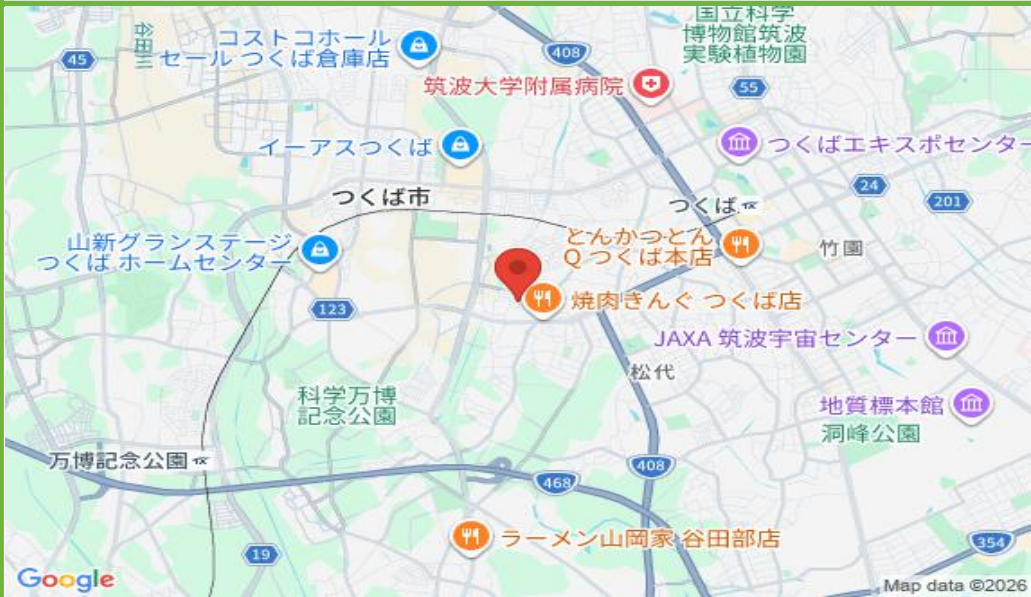 国立科学
博物館筑波
実験植物園
谷田三
コストコホール
セール つくば倉庫店
45
408
筑波大学附属病院
55
イーアスつくば
つくばエキスポセンター
つくば市
24
201
つくば
山新グランステージ
つくば ホームセンター
とんかつとん
Q つくば本店
竹園
123
焼肉きんぐ つくば店
JAXA 筑波宇宙センター
松代
科学万博
記念公園
地質標本館
洞峰公園
万博記念公園
408
468
ラーメン山岡家 谷田部店
19
354
Google
Map data ©2026